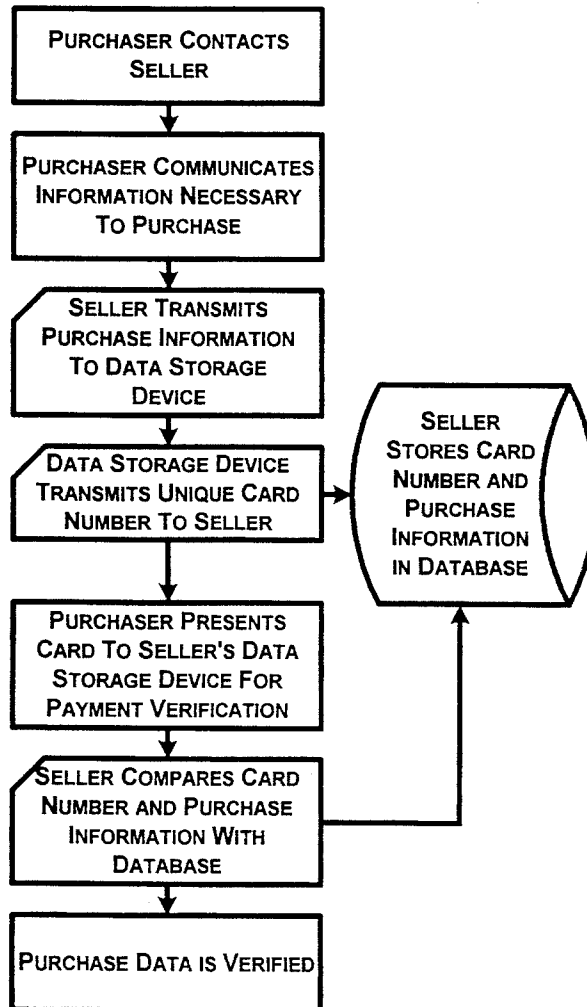 PURCHASER CONTACTS
SELLER
PURCHASER COMMUNICATES
INFORMATION NECESSARY
TO PURCHASE
SELLER TRANSMITS
PURCHASE INFORMATION
TO DATA STORAGE
DEVICE
DATA STORAGE DEVICE
TRANSMITS UNIQUE CARD
NUMBER TO SELLER
SELLER
STORES CARD
NUMBER AND
PURCHASE
INFORMATION
IN DATABASE
PURCHASER PRESENTS
CARD TO SELLER'S DATA
STORAGE DEVICE FOR
PAYMENT VERIFICATION
SELLER COMPARES CARD
NUMBER AND PURCHASE
INFORMATION WITH
DATABASE
PURCHASE DATA IS VERIFIED